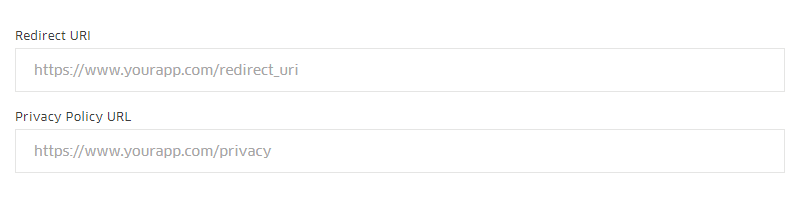 Redirect URI
https://www.yourapp.com/redirect_uri
Privacy Policy URL
https://www.yourapp.com/privacy